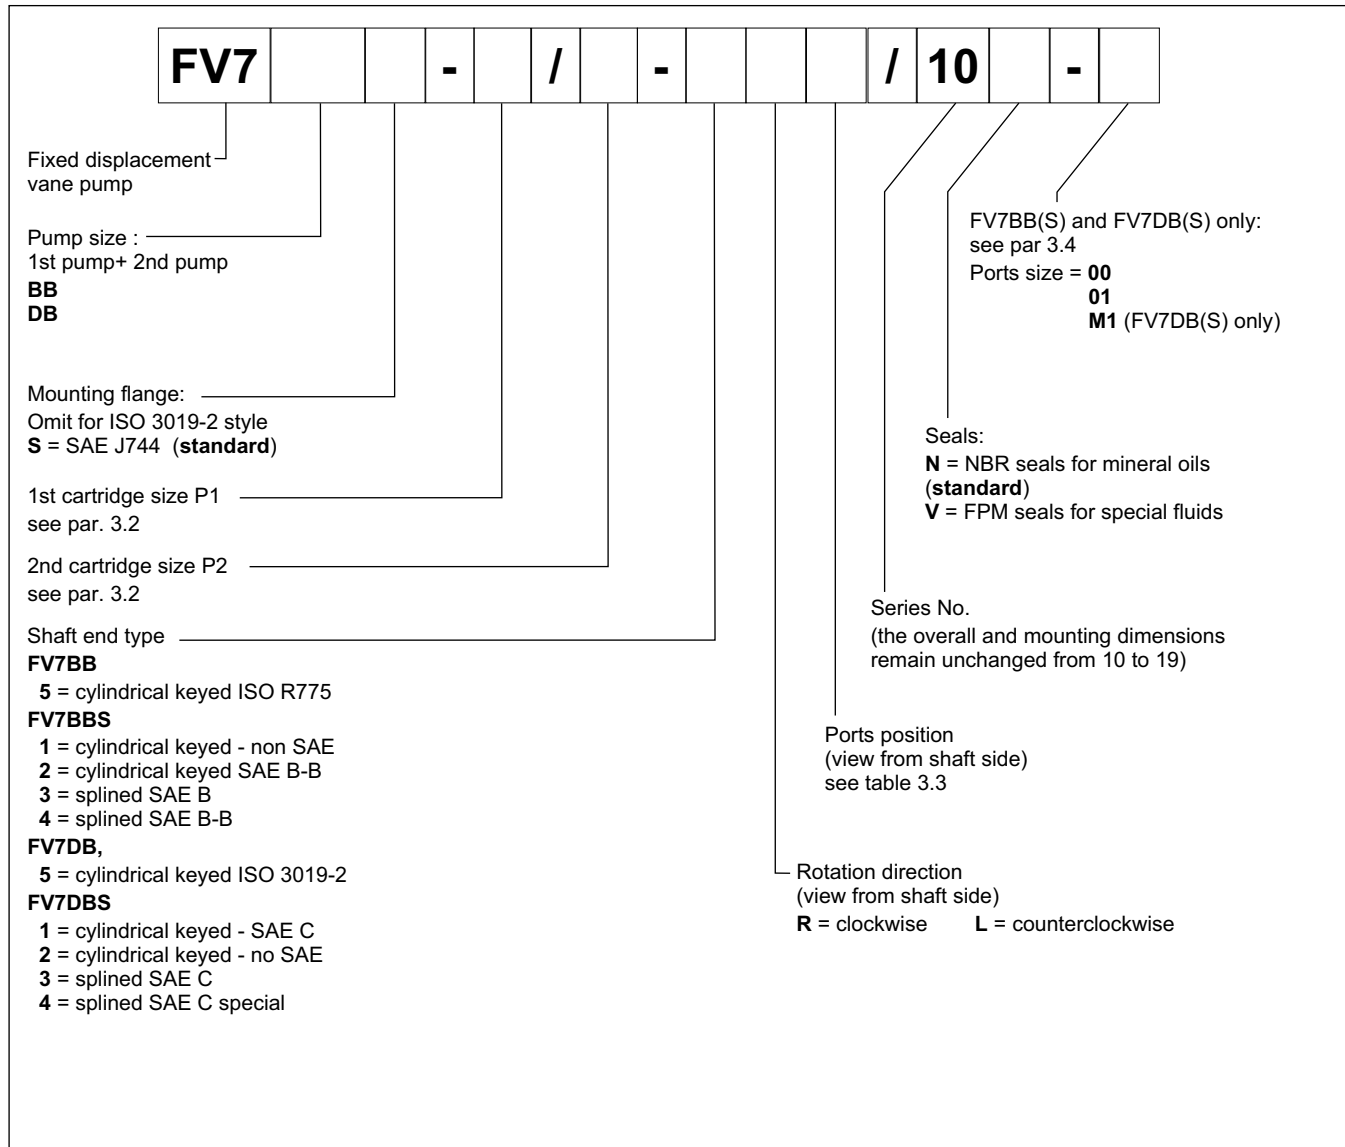 FV7 - / - / 10 -
Fixed displacement
vane pump
Pump size :
1st pump+ 2nd pump
BB
DB
Mounting flange:
Omit for ISO 3019-2 style
S = SAE J744 (standard)
1st cartridge size P1
see par. 3.2
2nd cartridge size P2
see par. 3.2
Shaft end type
FV7BB
5 = cylindrical keyed ISO R775
FV7BBS
1 = cylindrical keyed - non SAE
2 = cylindrical keyed SAE B-B
3 = splined SAE B
4 = splined SAE B-B
FV7DB,
5 = cylindrical keyed ISO 3019-2
FV7DBS
1 = cylindrical keyed - SAE C
2 = cylindrical keyed - no SAE
3 = splined SAE C
4 = splined SAE C special
FV7BB(S) and FV7DB(S) only:
see par 3.4
Ports size = 00
01
M1 (FV7DB(S) only)
Seals:
N = NBR seals for mineral oils
(standard)
V = FPM seals for special fluids
Series No.
(the overall and mounting dimensions
remain unchanged from 10 to 19)
Ports position
(view from shaft side)
see table 3.3
Rotation direction
(view from shaft side)
R = clockwise L = counterclockwise